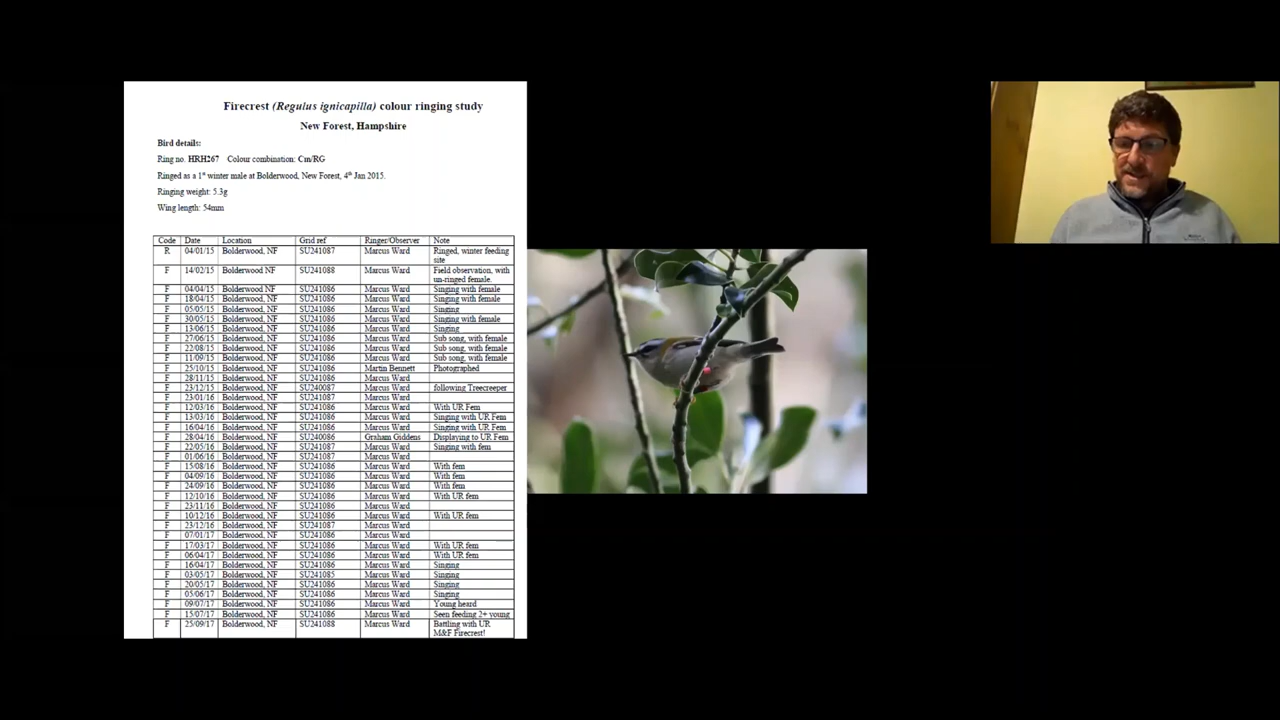 Firecrest (Regulus ignicapilla) colour ringing study
New Forest, Hampshire
Bird details:
Ring no. HRH267 Colour combination: Cm/RG
Ringed as a 1st winter male at Bolderwood, New Forest, 4th Jan 2015.
Ringing weight: 5.3g
Wing length: 54mm
Code Date Location Grid ref Ringer/Observer Note
R 04/01/15 Bolderwood, NF SU241087 Marcus Ward Ringed, winter feeding
site
F 14/02/15 Bolderwood, NF SU241088 Marcus Ward Field observation, with
un-ringed female.
F 04/04/15 Bolderwood NF SU241086 Marcus Ward Singing with female
F 18/04/15 Bolderwood, NF SU241086 Marcus Ward Singing with female
F 05/05/15 Bolderwood, NF SU241086 Marcus Ward Singing
F 30/05/15 Bolderwood, NF SU241086 Marcus Ward Singing with female
F 13/06/15 Bolderwood, NF SU241086 Marcus Ward Singing
F 27/06/15 Bolderwood, NF SU241086 Marcus Ward Sub song, with female
F 22/08/15 Bolderwood, NF SU241086 Marcus Ward Sub song, with female
F 11/09/15 Bolderwood, NF SU241086 Marcus Ward Sub song, with female
F 25/10/15 Bolderwood, NF SU241086 Martin Bennett Photographed
F 28/11/15 Bolderwood, NF SU241086 Marcus Ward
F 23/12/15 Bolderwood, NF SU240087 Marcus Ward following Treecreeper
F 23/01/16 Bolderwood, NF SU241087 Marcus Ward
F 12/03/16 Bolderwood, NF SU241086 Marcus Ward With UR Fem
F 13/03/16 Bolderwood, NF SU241086 Marcus Ward Singing with UR Fem
F 16/04/16 Bolderwood, NF SU241086 Marcus Ward Singing with UR Fem
F 28/04/16 Bolderwood, NF SU240086 Graham Giddens Displaying to UR Fem
F 22/05/16 Bolderwood, NF SU241087 Marcus Ward Singing with fem
F 01/06/16 Bolderwood, NF SU241087 Marcus Ward
F 15/08/16 Bolderwood, NF SU241086 Marcus Ward With fem
F 04/09/16 Bolderwood, NF SU241086 Marcus Ward With fem
F 24/09/16 Bolderwood, NF SU241086 Marcus Ward With fem
F 12/10/16 Bolderwood, NF SU241086 Marcus Ward With UR fem
F 23/11/16 Bolderwood, NF SU241086 Marcus Ward
F 10/12/16 Bolderwood, NF SU241086 Marcus Ward With UR fem
F 23/12/16 Bolderwood, NF SU241087 Marcus Ward
F 07/01/17 Bolderwood, NF SU241086 Marcus Ward
F 17/03/17 Bolderwood, NF SU241086 Marcus Ward With UR fem
F 06/04/17 Bolderwood, NF SU241086 Marcus Ward With UR fem
F 16/04/17 Bolderwood, NF SU241086 Marcus Ward Singing
F 03/05/17 Bolderwood, NF SU241085 Marcus Ward Singing
F 20/05/17 Bolderwood, NF SU241086 Marcus Ward Singing
F 05/06/17 Bolderwood, NF SU241086 Marcus Ward Singing
F 09/07/17 Bolderwood, NF SU241086 Marcus Ward Young heard
F 15/07/17 Bolderwood, NF SU241086 Marcus Ward Seen feeding 2+ young
F 25/09/17 Bolderwood, NF SU241088 Marcus Ward Battling with UR
M&F Firecrest!